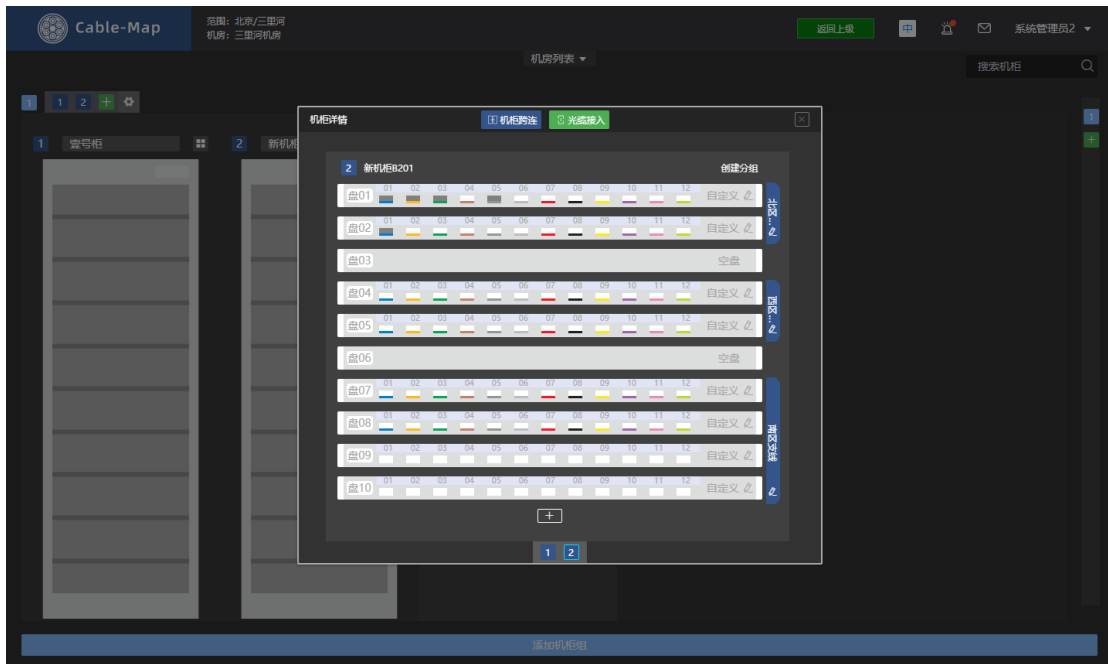 Cable-Map
范围：北京/三里河
机房：三里河机房
返回上级
中
系统管理员2
机房列表
搜索机柜
1
1 2 +
1 壹号柜
2 新机柜
1
+
机柜详情
机柜跨连
光缆接入
2 新机柜B201
创建分组
盘01 01 02 03 04 05 06 07 08 09 10 11 12 自定义
盘02 01 02 03 04 05 06 07 08 09 10 11 12 自定义
北区...
盘03 空盘
盘04 01 02 03 04 05 06 07 08 09 10 11 12 自定义
盘05 01 02 03 04 05 06 07 08 09 10 11 12 自定义
西区...
盘06 空盘
盘07 01 02 03 04 05 06 07 08 09 10 11 12 自定义
盘08 01 02 03 04 05 06 07 08 09 10 11 12 自定义
盘09 01 02 03 04 05 06 07 08 09 10 11 12 自定义
盘10 01 02 03 04 05 06 07 08 09 10 11 12 自定义
南区支线
+
1 2
添加机柜组